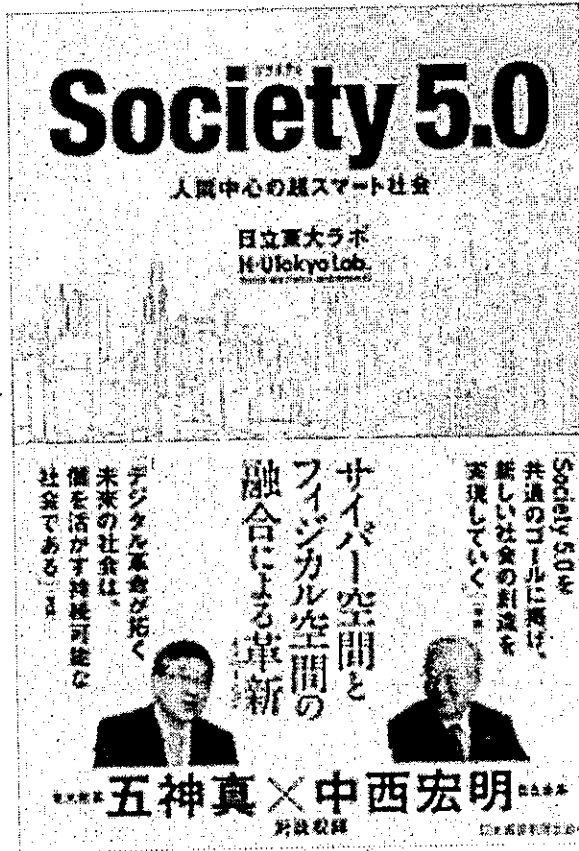 ソサエティ
Society 5.0
人間中心の超スマート社会
日立東大ラボ
H-UTokyo Lab.
「Society 5.0を
共通のゴールに掲げ、
新しい社会の創造を
実現していく」
サイバー空間と
フィジカル空間の
融合による革新
「デジタル革命が拓く
未来の社会は、
個を活かす持続可能な
社会である」
五神真×中西宏明
対談収録